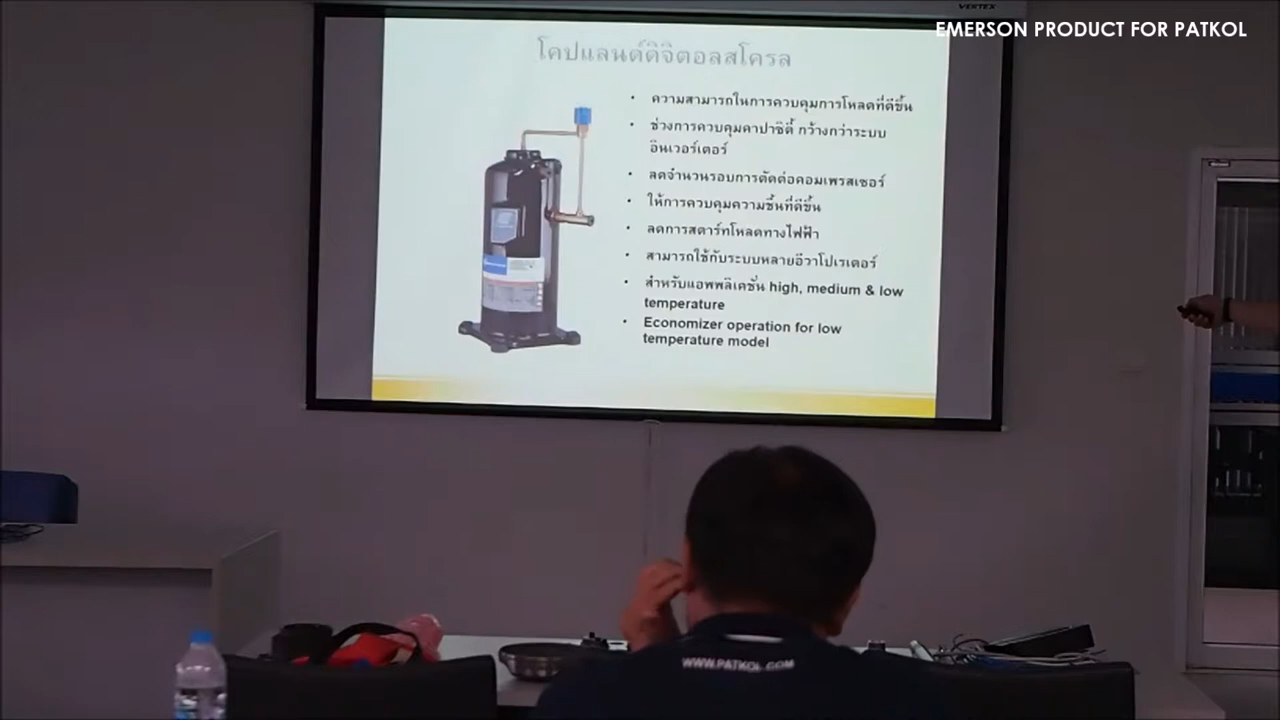 VERTEX
EMERSON PRODUCT FOR PATKOL
โคปแลนด์ดิจิตอลสโครล
• ความสามารถในการควบคุมการโหลดที่ดีขึ้น
• ช่วงการควบคุมคาปาซิตี้ กว้างกว่าระบบ
อินเวอร์เตอร์
• ลดจำนวนรอบการตัดต่อคอมเพรสเซอร์
• ให้การควบคุมความชื้นที่ดีขึ้น
• ลดการสตาร์ทโหลดทางไฟฟ้า
• สามารถใช้กับระบบหลายอีวาโปเรเตอร์
• สำหรับแอพพลิเคชั่น high, medium & low
temperature
• Economizer operation for low
temperature model
WWW.PATKOL.COM